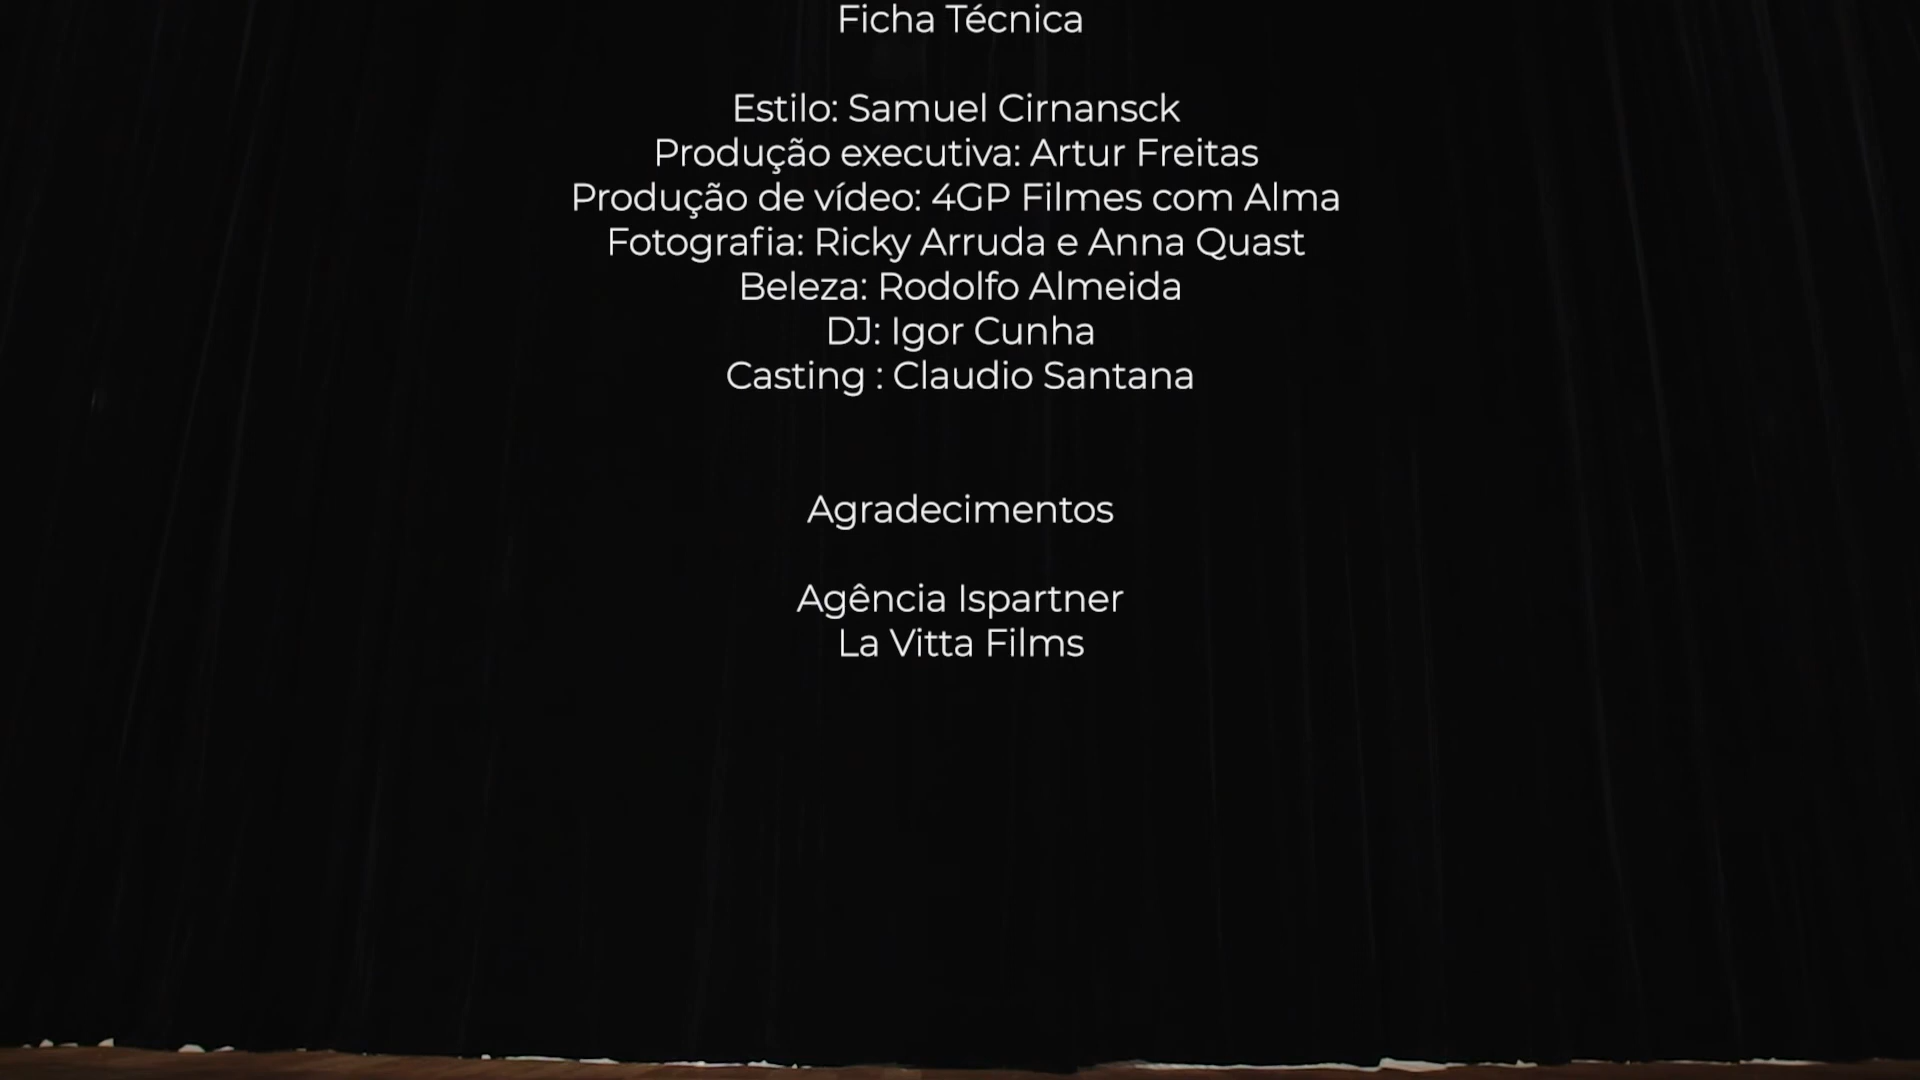 Ficha Técnica
Estilo: Samuel Cirnansck
Produção executiva: Artur Freitas
Produção de vídeo: 4GP Filmes com Alma
Fotografia: Ricky Arruda e Anna Quast
Beleza: Rodolfo Almeida
DJ: Igor Cunha
Casting : Claudio Santana
Agradecimentos
Agência Ispartner
La Vitta Films